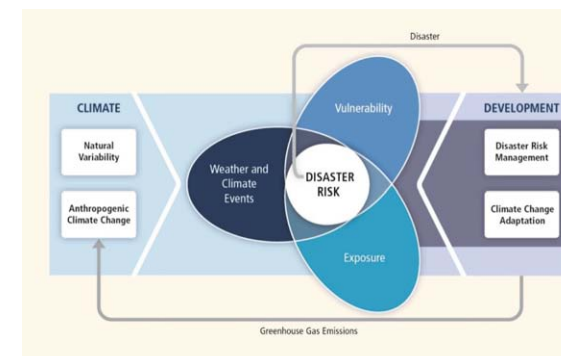 Disaster
CLIMATE
Natural
Variability
Anthropogenic
Climate Change
Weather and
Climate
Events
Vulnerability
DISASTER
RISK
Exposure
DEVELOPMENT
Disaster Risk
Management
Climate Change
Adaptation
Greenhouse Gas Emissions